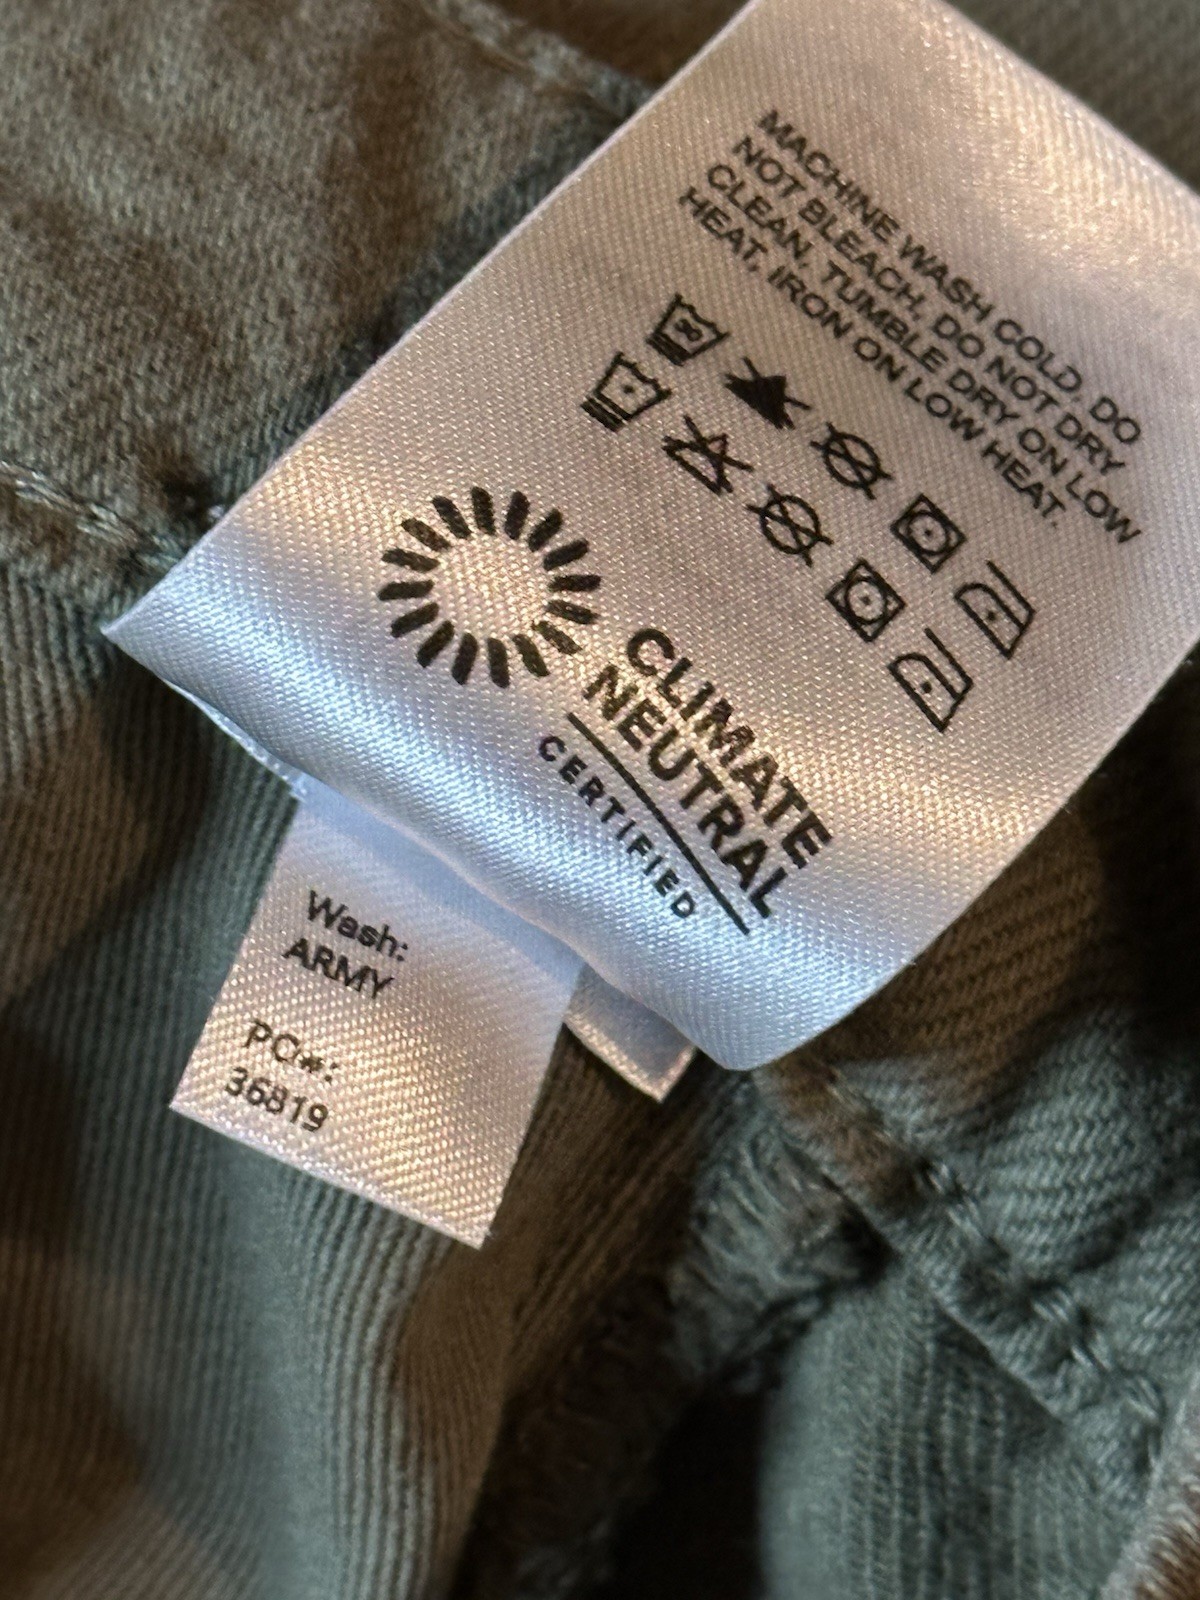 MACHINE WASH COLD. DO
NOT BLEACH, DO NOT DRY
CLEAN, TUMBLE DRY ON LOW
HEAT, IRON ON LOW HEAT.
CLIMATE
NEUTRAL
CERTIFIED
Wash:
ARMY
PO#:
36819